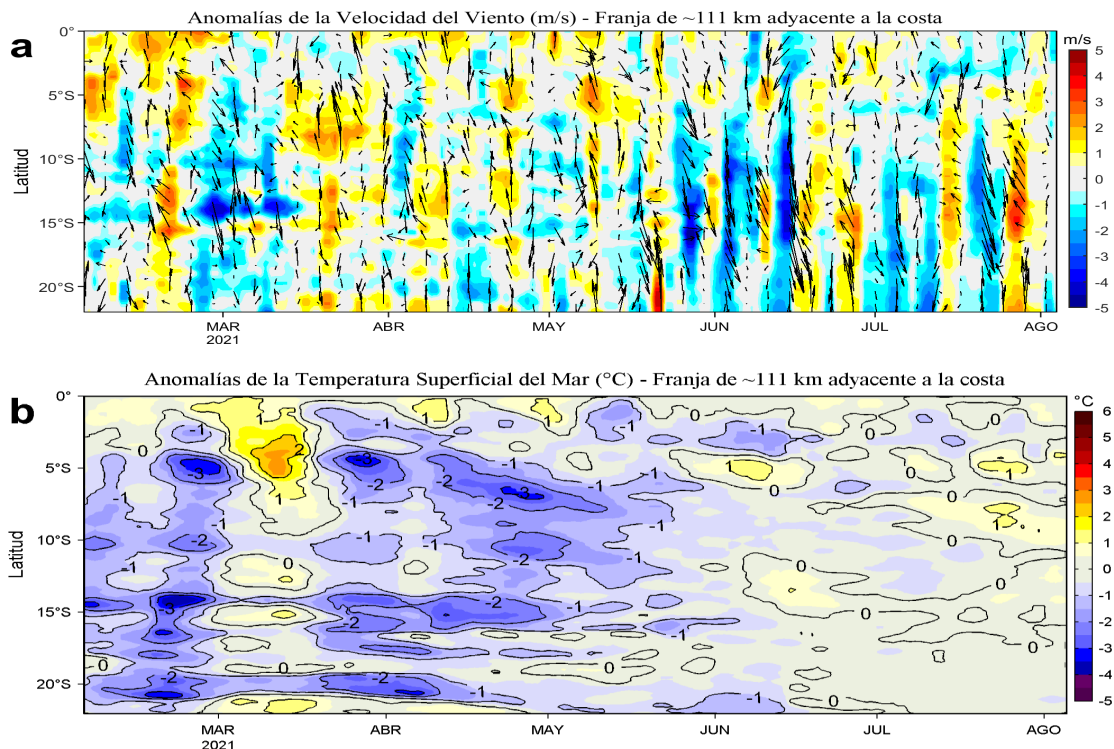 Anomalías de la Velocidad del Viento (m/s) - Franja de ~111 km adyacente a la costa
a
m/s
Latitud
0°
5°S
10°S
15°S
20°S
5
4
3
2
1
0
-1
-2
-3
-4
-5
MAR ABR MAY JUN JUL AGO
2021
Anomalías de la Temperatura Superficial del Mar (°C) - Franja de ~111 km adyacente a la costa
b
°C
Latitud
0°
5°S
10°S
15°S
20°S
6
5
4
3
2
1
0
-1
-2
-3
-4
-5
MAR ABR MAY JUN JUL AGO
2021